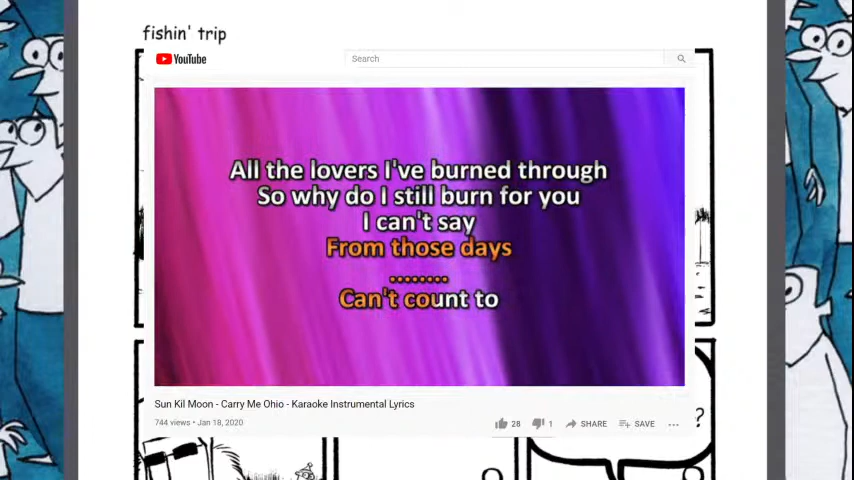 fishin' trip
YouTube
Search
All the lovers I've burned through
So why do I still burn for you
I can't say
From those days
........
Can't count to
Sun Kil Moon - Carry Me Ohio - Karaoke Instrumental Lyrics
744 views • Jan 18, 2020
28
1
SHARE
SAVE
...
?